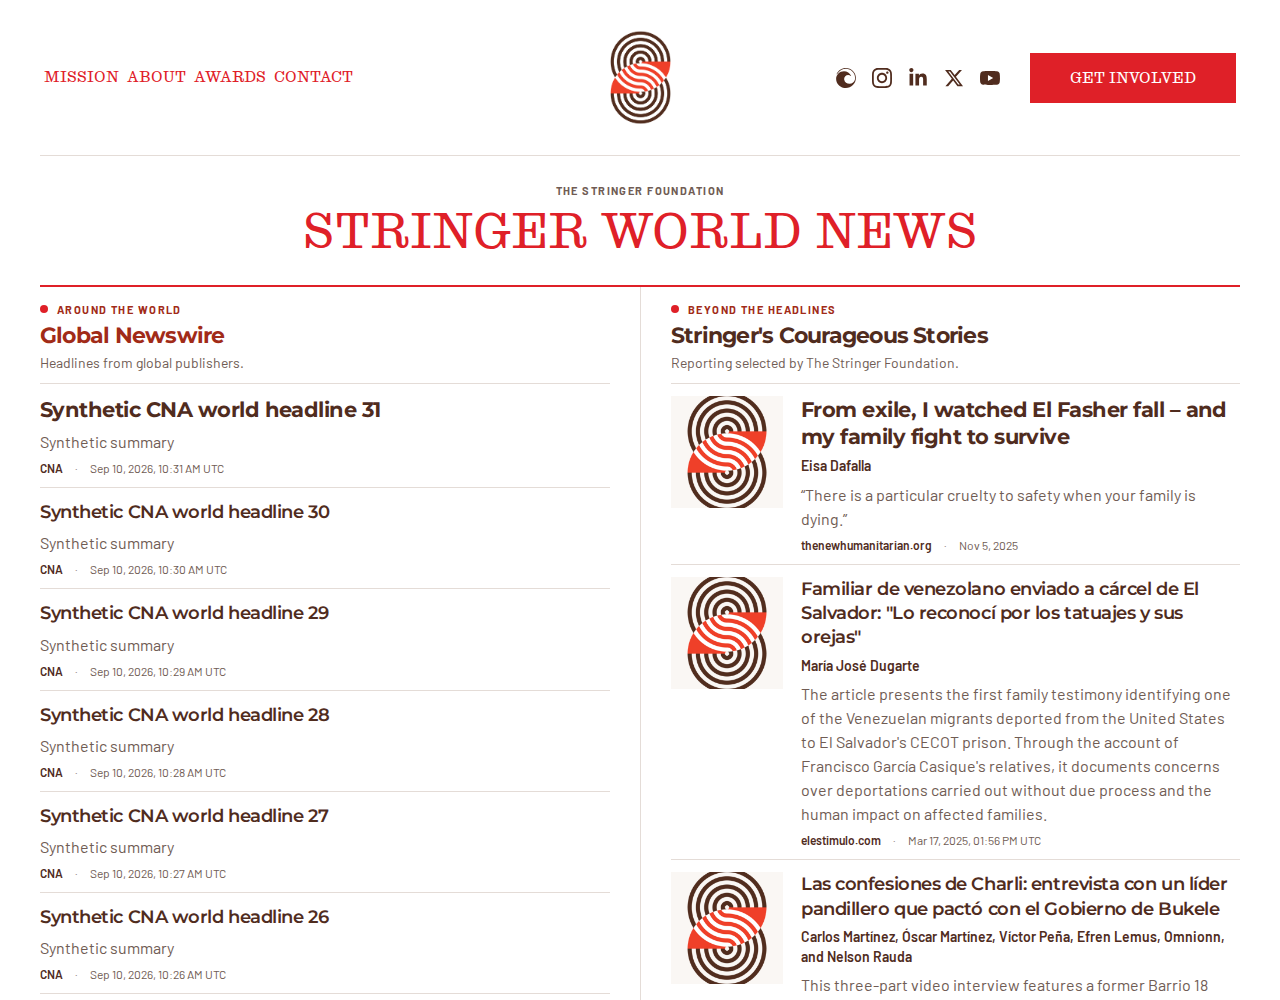 MISSION ABOUT AWARDS CONTACT
GET INVOLVED
THE STRINGER FOUNDATION
STRINGER WORLD NEWS
AROUND THE WORLD
Global Newswire
Headlines from global publishers.
Synthetic CNA world headline 31
Synthetic summary
CNA · Sep 10, 2026, 10:31 AM UTC
Synthetic CNA world headline 30
Synthetic summary
CNA · Sep 10, 2026, 10:30 AM UTC
Synthetic CNA world headline 29
Synthetic summary
CNA · Sep 10, 2026, 10:29 AM UTC
Synthetic CNA world headline 28
Synthetic summary
CNA · Sep 10, 2026, 10:28 AM UTC
Synthetic CNA world headline 27
Synthetic summary
CNA · Sep 10, 2026, 10:27 AM UTC
Synthetic CNA world headline 26
Synthetic summary
CNA · Sep 10, 2026, 10:26 AM UTC
BEYOND THE HEADLINES
Stringer's Courageous Stories
Reporting selected by The Stringer Foundation.
From exile, I watched El Fasher fall – and
my family fight to survive
Eisa Dafalla
“There is a particular cruelty to safety when your family is
dying.”
thenewhumanitarian.org · Nov 5, 2025
Familiar de venezolano enviado a cárcel de El
Salvador: "Lo reconocí por los tatuajes y sus
orejas"
María José Dugarte
The article presents the first family testimony identifying one
of the Venezuelan migrants deported from the United States
to El Salvador's CECOT prison. Through the account of
Francisco García Casique's relatives, it documents concerns
over deportations carried out without due process and the
human impact on affected families.
elestimulo.com · Mar 17, 2025, 01:56 PM UTC
Las confesiones de Charli: entrevista con un líder
pandillero que pactó con el Gobierno de Bukele
Carlos Martínez, Óscar Martínez, Víctor Peña, Efren Lemus, Omnionn,
and Nelson Rauda
This three-part video interview features a former Barrio 18